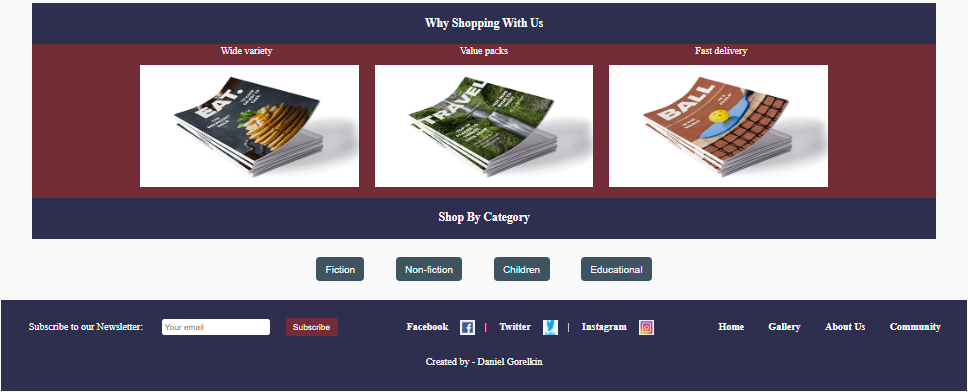 Why Shopping With Us
Wide variety
Value packs
Fast delivery
EAT.
TRAVEL
BALL
Shop By Category
Fiction
Non-fiction
Children
Educational
Subscribe to our Newsletter:
Your email
Subscribe
Facebook | Twitter | Instagram
Home
Gallery
About Us
Community
Created by - Daniel Gorelkin